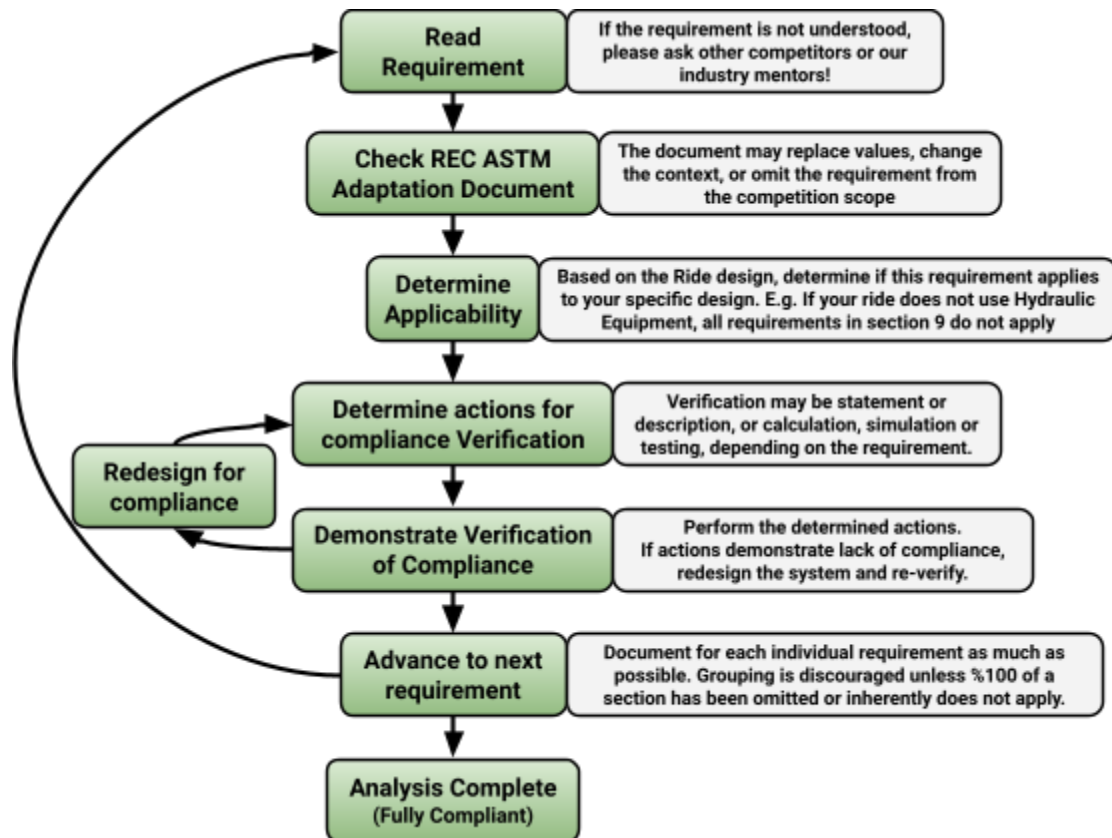 Read
Requirement
If the requirement is not understood,
please ask other competitors or our
industry mentors!
Check REC ASTM
Adaptation Document
The document may replace values, change
the context, or omit the requirement from
the competition scope
Determine
Applicability
Based on the Ride design, determine if this requirement applies
to your specific design. E.g. If your ride does not use Hydraulic
Equipment, all requirements in section 9 do not apply
Determine actions for
compliance Verification
Verification may be statement or
description, or calculation, simulation or
testing, depending on the requirement.
Redesign for
compliance
Demonstrate Verification
of Compliance
Perform the determined actions.
If actions demonstrate lack of compliance,
redesign the system and re-verify.
Advance to next
requirement
Document for each individual requirement as much as
possible. Grouping is discouraged unless %100 of a
section has been omitted or inherently does not apply.
Analysis Complete
(Fully Compliant)